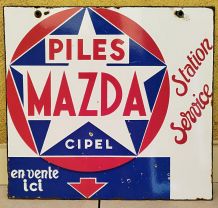 PILES
MAZDA
CIPEL
Station
Service
en vente
ici